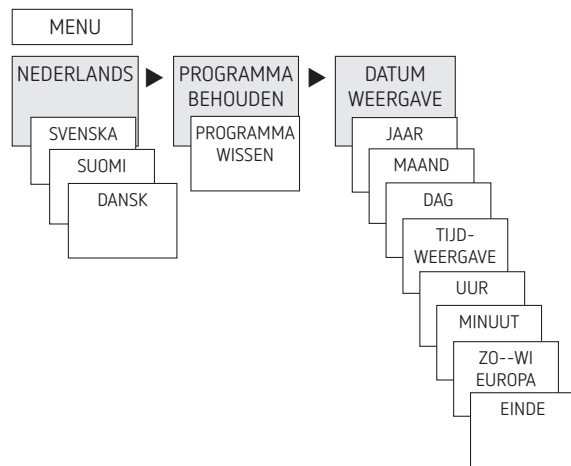 MENU
NEDERLANDS
SVENSKA
SUOMI
DANSK
PROGRAMMA
BEHOUDEN
PROGRAMMA
WISSEN
DATUM
WEERGAVE
JAAR
MAAND
DAG
TIJD-
WEERGAVE
UUR
MINUUT
ZO--WI
EUROPA
EINDE